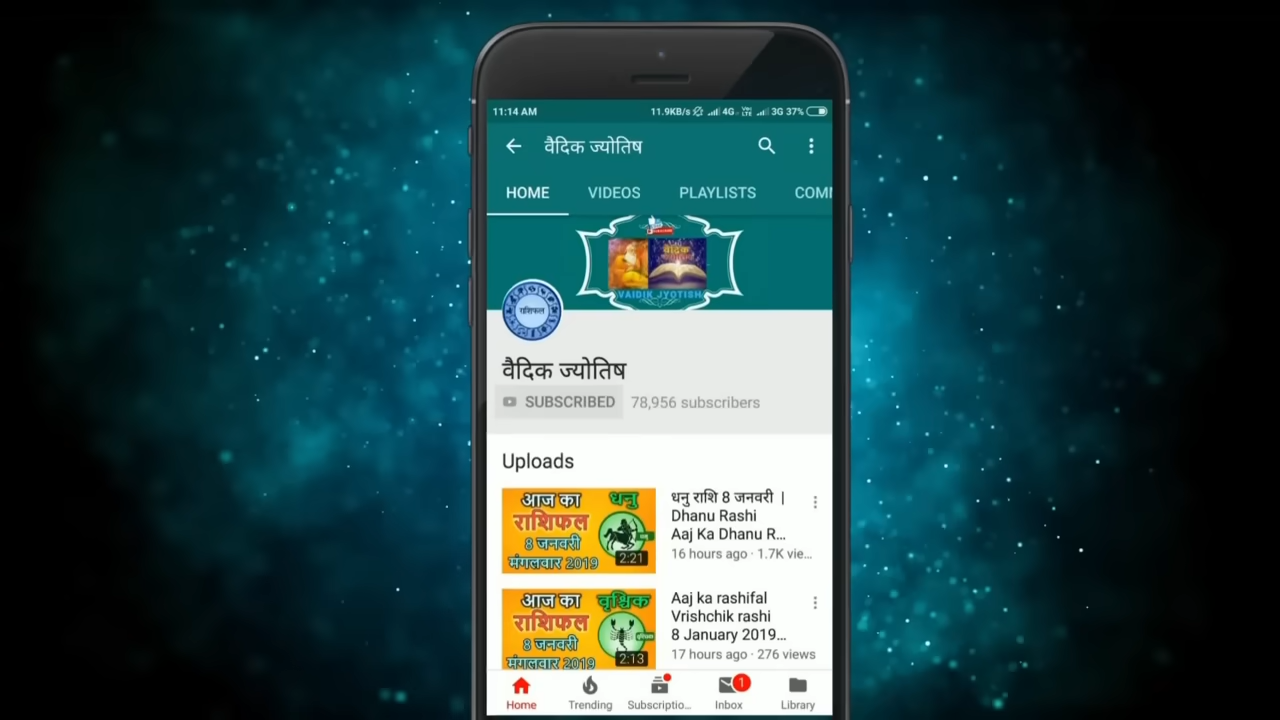 11:14 AM 11.9KB/s 4G VoLTE 3G 37%
वैदिक ज्योतिष
HOME VIDEOS PLAYLISTS COMM
वैदिक
VAIDIK JYOTISH
राशिफल
वैदिक ज्योतिष
SUBSCRIBED 78,956 subscribers
Uploads
आज का धनु
राशिफल
8 जनवरी
मंगलवार 2019
2:21
धनु राशि 8 जनवरी |
Dhanu Rashi
Aaj Ka Dhanu R...
16 hours ago · 1.7K vie...
आज का वृश्चिक
राशिफल
8 जनवरी
मंगलवार 2019
2:13
Aaj ka rashifal
Vrishchik rashi
8 January 2019...
17 hours ago · 276 views
1
Home Trending Subscriptio... Inbox Library